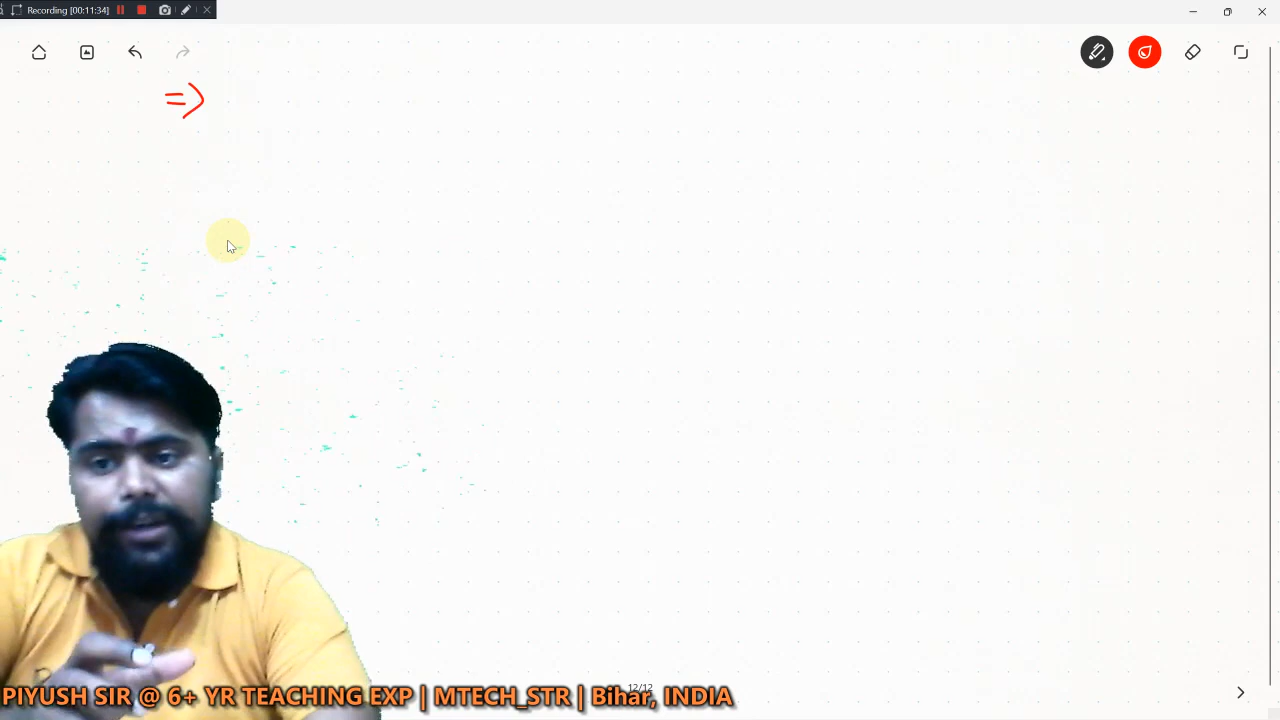 Recording [00:11:34]
=>
12/12
PIYUSH SIR @ 6+ YR TEACHING EXP | MTECH_STR | Bihar, INDIA